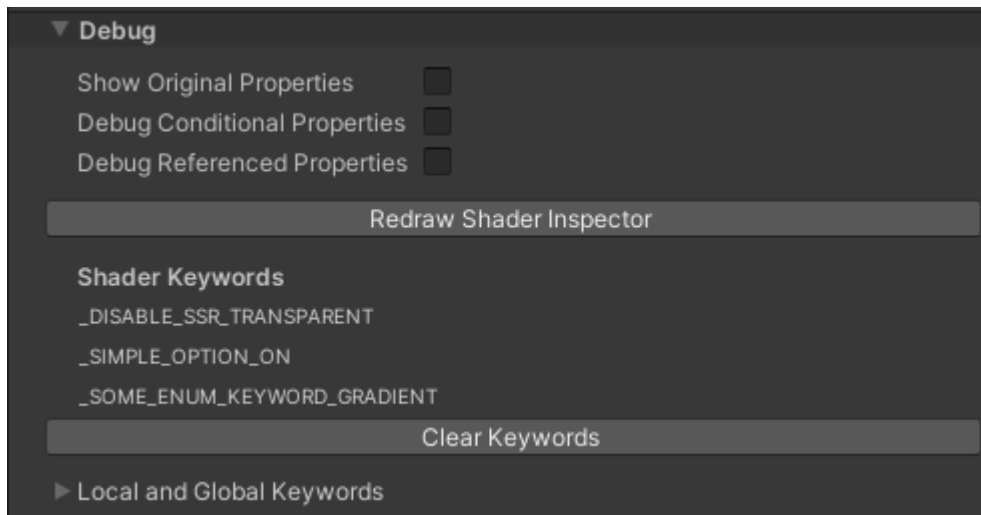 Debug
Show Original Properties
Debug Conditional Properties
Debug Referenced Properties
Redraw Shader Inspector
Shader Keywords
_DISABLE_SSR_TRANSPARENT
_SIMPLE_OPTION_ON
_SOME_ENUM_KEYWORD_GRADIENT
Clear Keywords
Local and Global Keywords